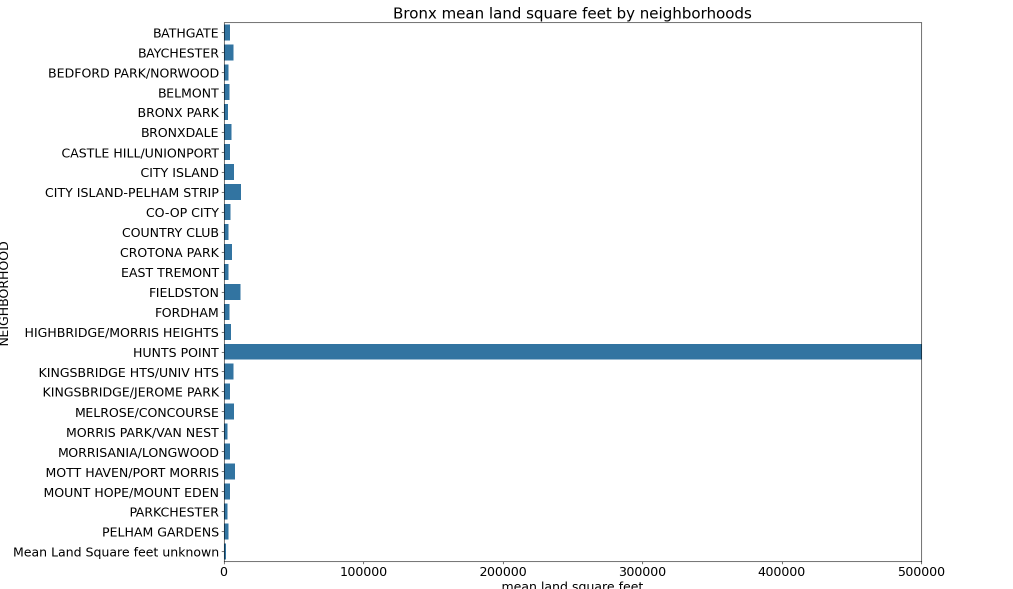 Bronx mean land square feet by neighborhoods
NEIGHBORHOOD
BATHGATE
BAYCHESTER
BEDFORD PARK/NORWOOD
BELMONT
BRONX PARK
BRONXDALE
CASTLE HILL/UNIONPORT
CITY ISLAND
CITY ISLAND-PELHAM STRIP
CO-OP CITY
COUNTRY CLUB
CROTONA PARK
EAST TREMONT
FIELDSTON
FORDHAM
HIGHBRIDGE/MORRIS HEIGHTS
HUNTS POINT
KINGSBRIDGE HTS/UNIV HTS
KINGSBRIDGE/JEROME PARK
MELROSE/CONCOURSE
MORRIS PARK/VAN NEST
MORRISANIA/LONGWOOD
MOTT HAVEN/PORT MORRIS
MOUNT HOPE/MOUNT EDEN
PARKCHESTER
PELHAM GARDENS
Mean Land Square feet unknown
0 100000 200000 300000 400000 500000
mean land square feet